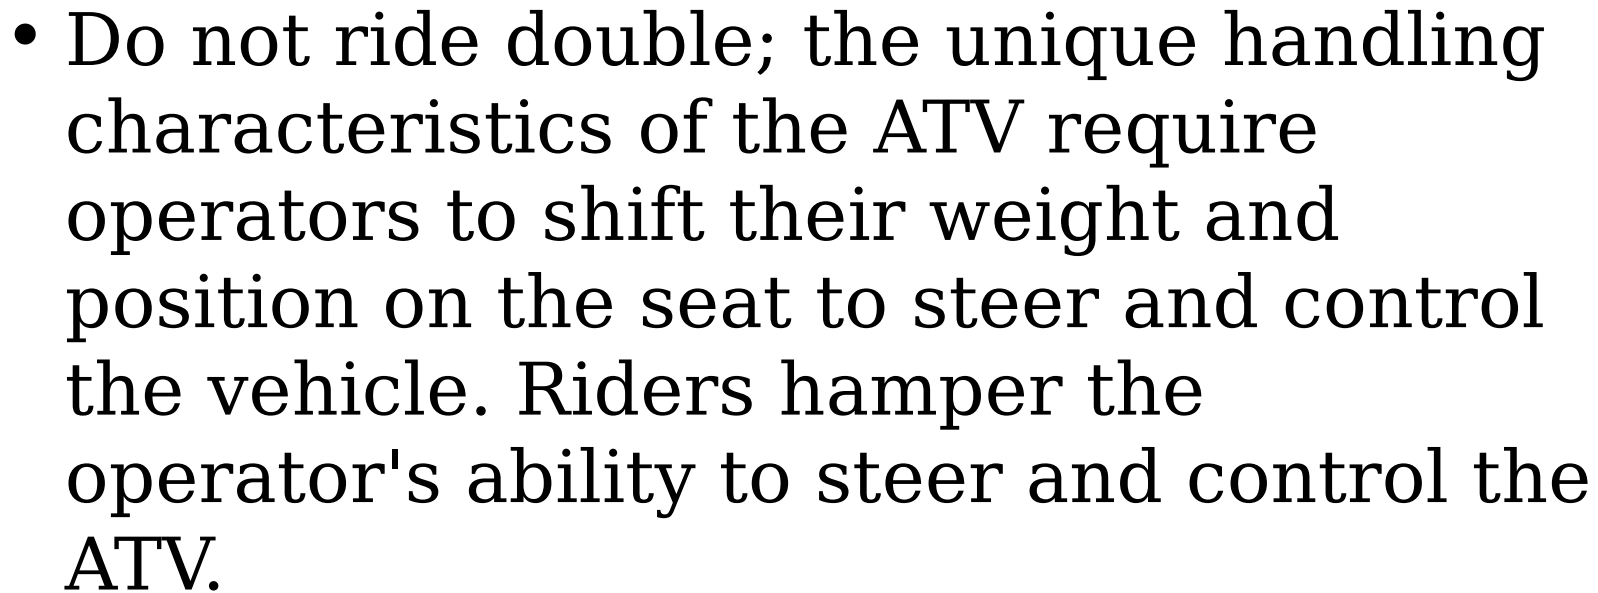 • Do not ride double; the unique handling
characteristics of the ATV require
operators to shift their weight and
position on the seat to steer and control
the vehicle. Riders hamper the
operator's ability to steer and control the
ATV.